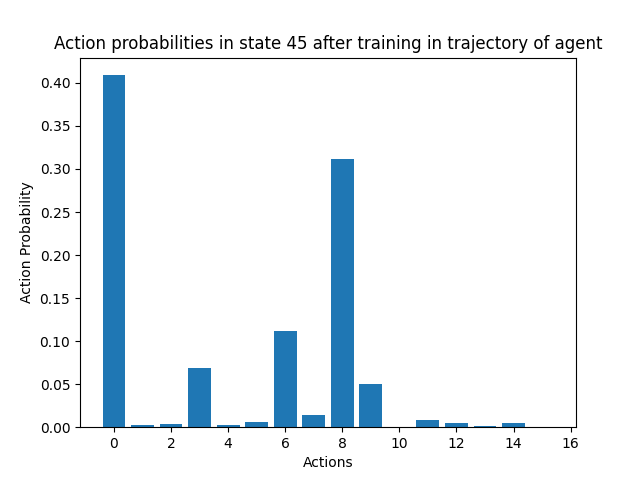 Action probabilities in state 45 after training in trajectory of agent
0.40
0.35
0.30
0.25
0.20
0.15
0.10
0.05
0.00
Action Probability
0 2 4 6 8 10 12 14 16
Actions